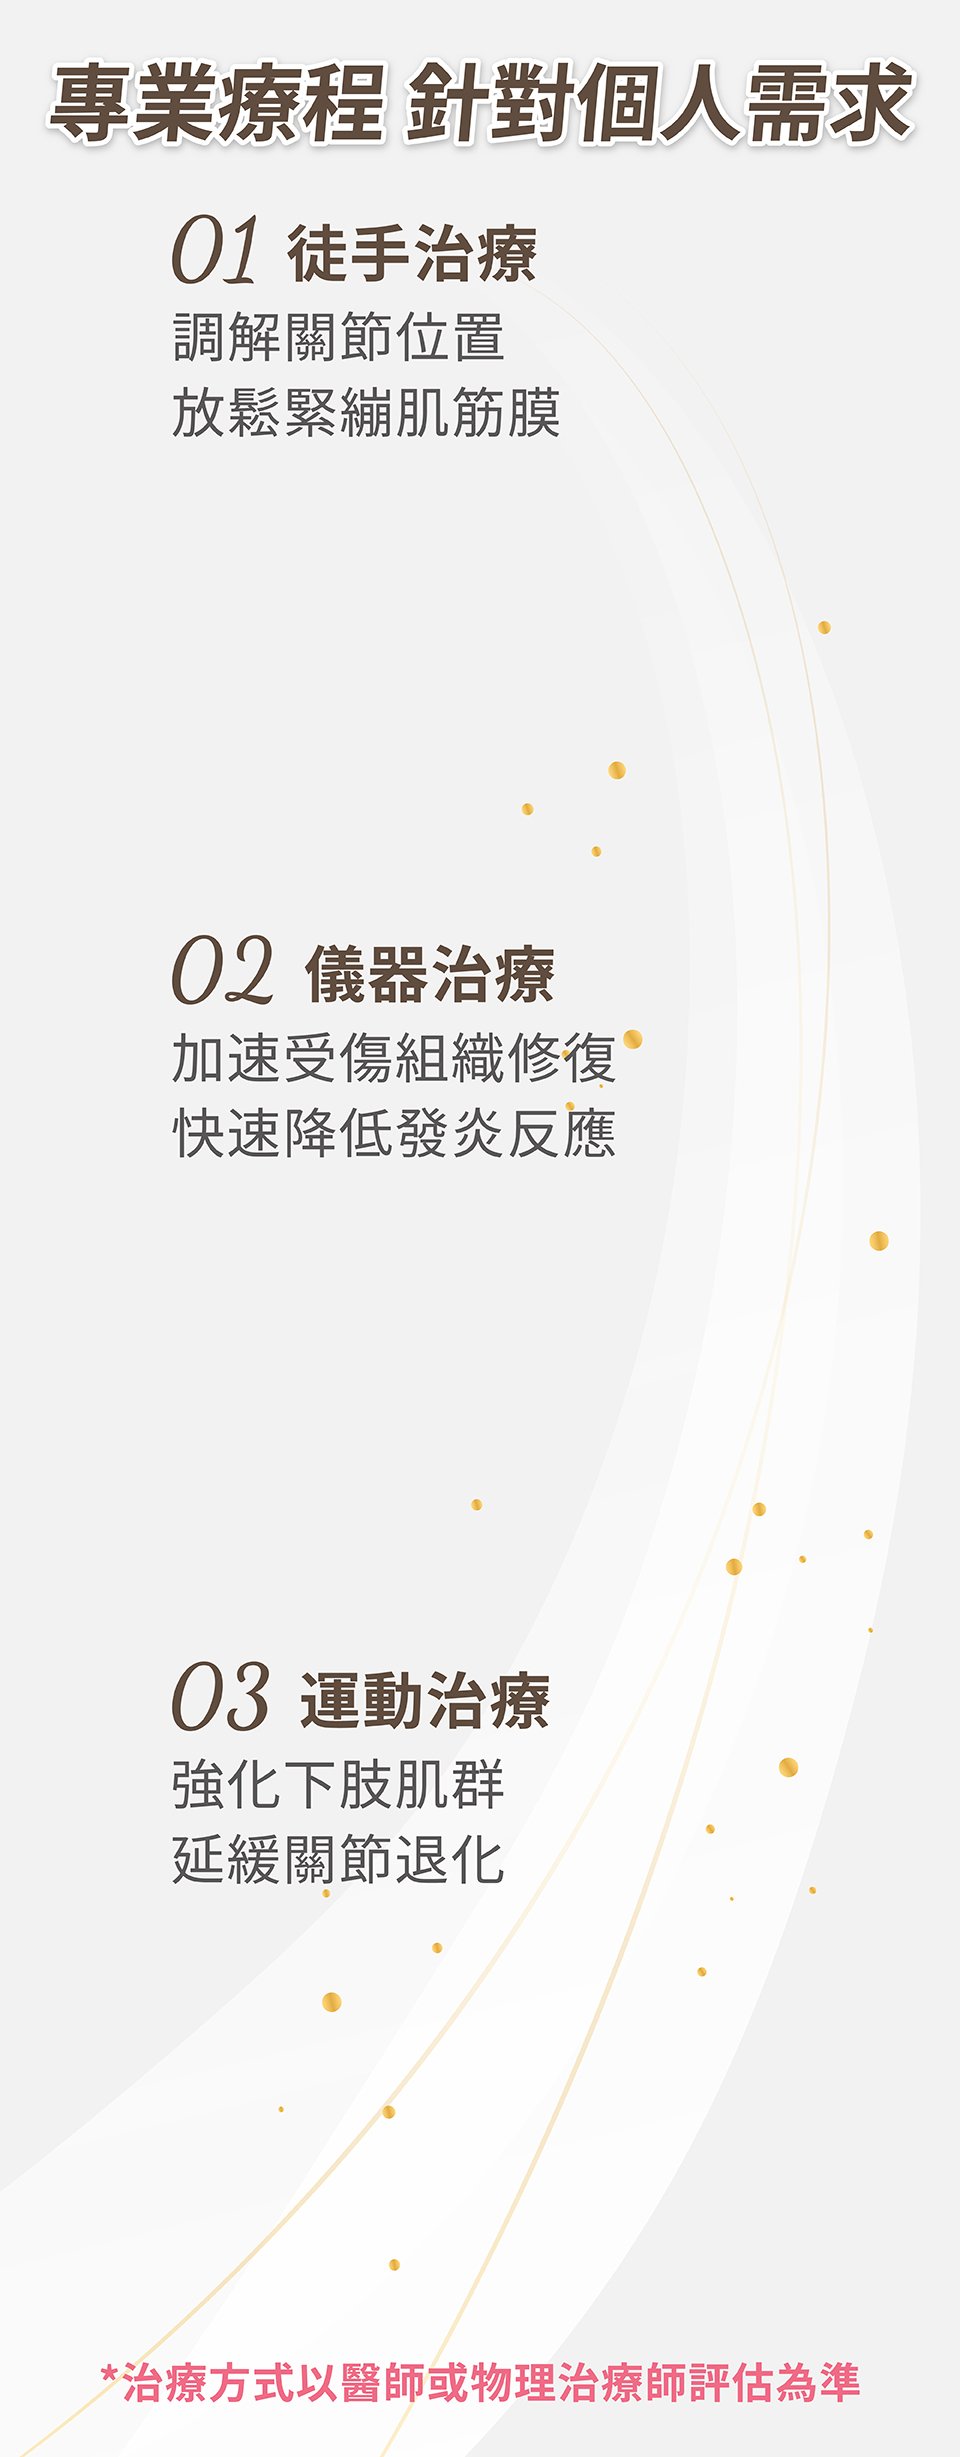 專業療程 針對個人需求
01 徒手治療
調解關節位置
放鬆緊繃肌筋膜
02 儀器治療
加速受傷組織修復
快速降低發炎反應
03 運動治療
強化下肢肌群
延緩關節退化
*治療方式以醫師或物理治療師評估為準